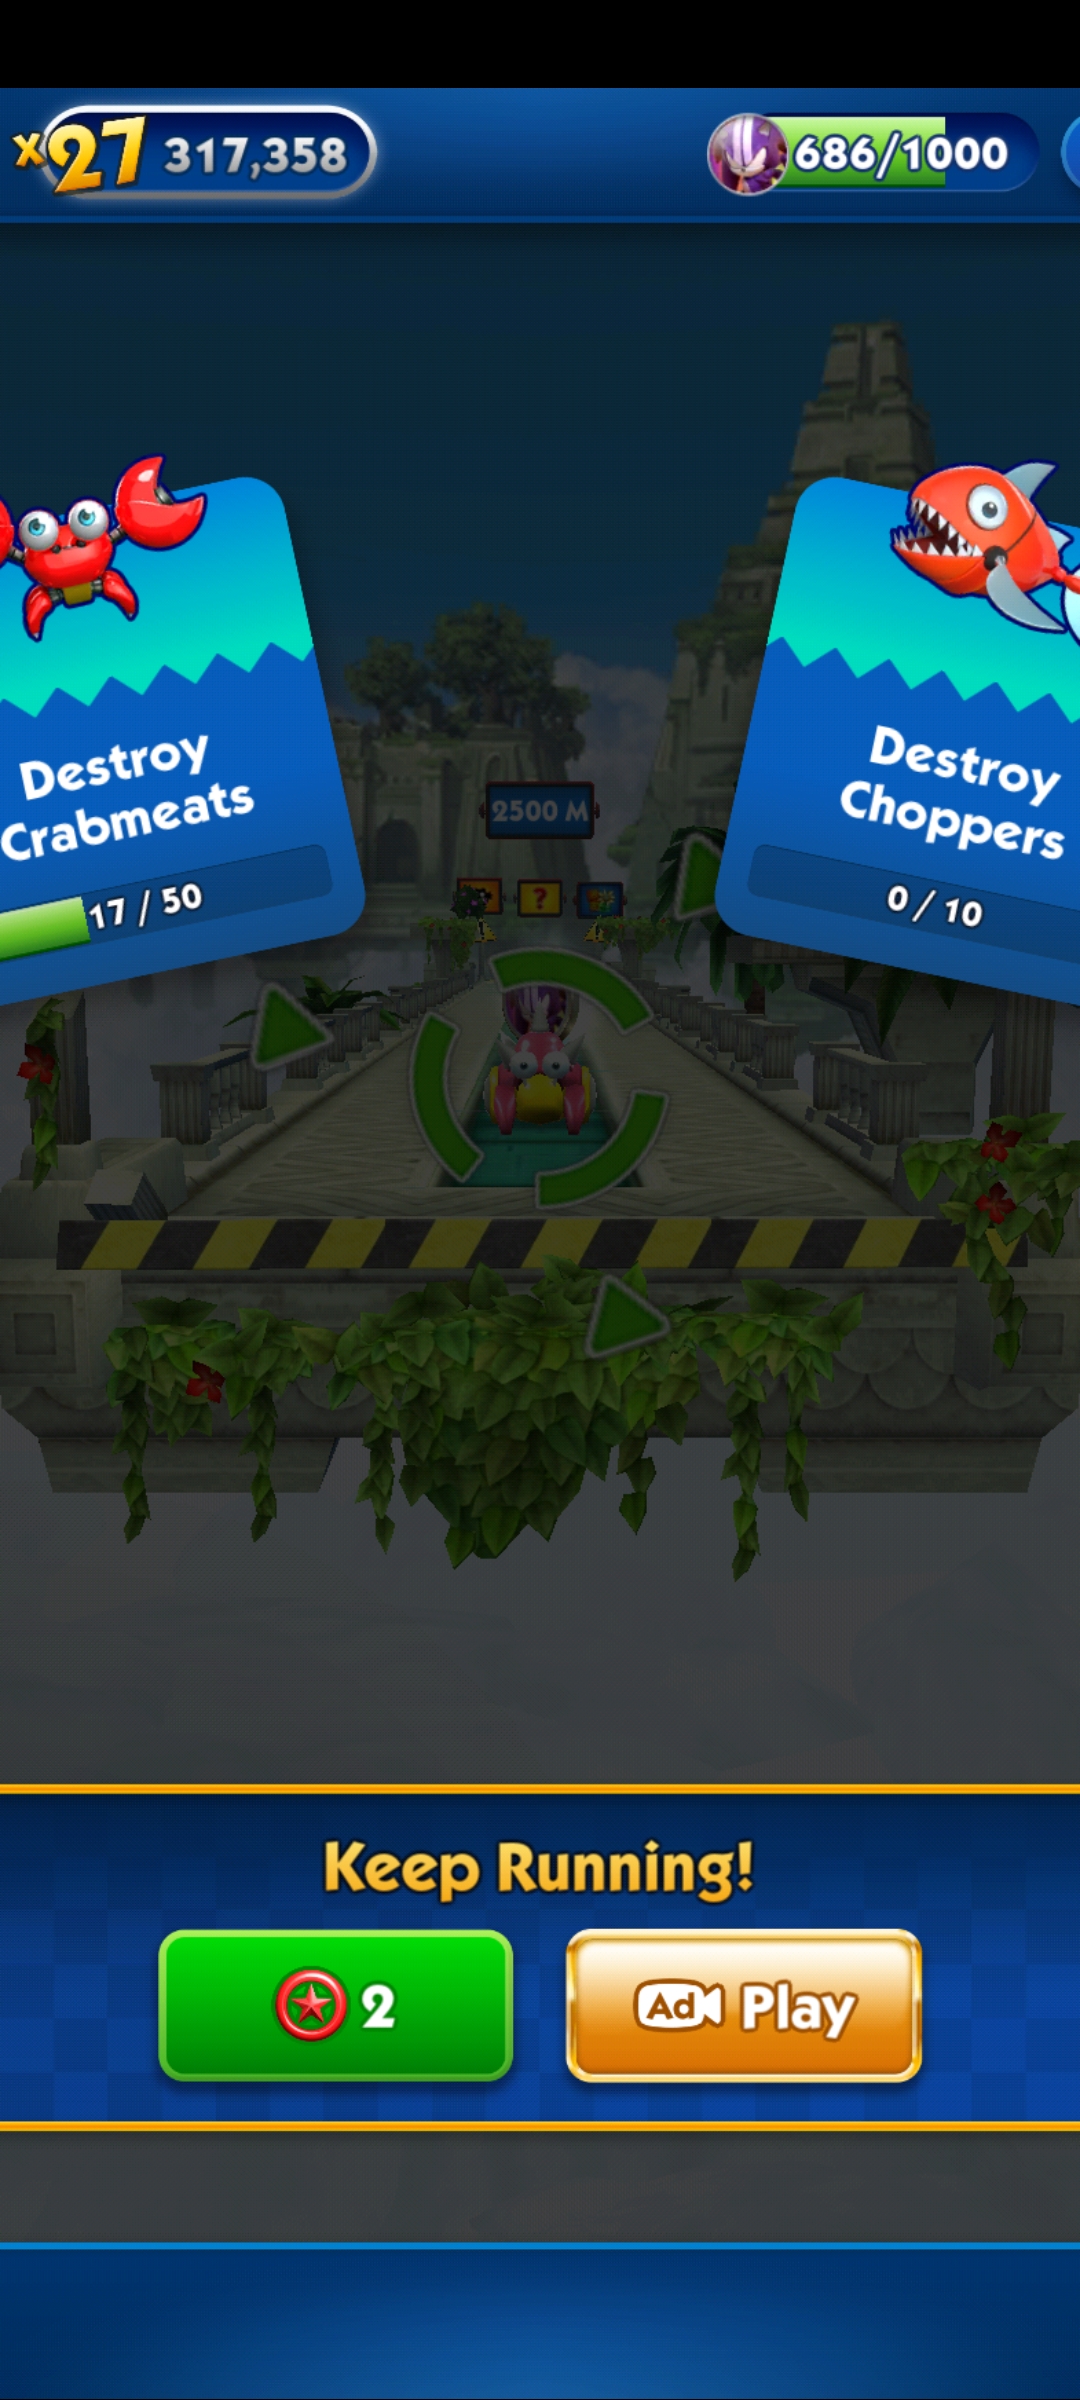 x27 317,358
686/1000
Destroy
Crabmeats
17 / 50
Destroy
Choppers
0 / 10
2500 M
?
Keep Running!
2
Ad Play